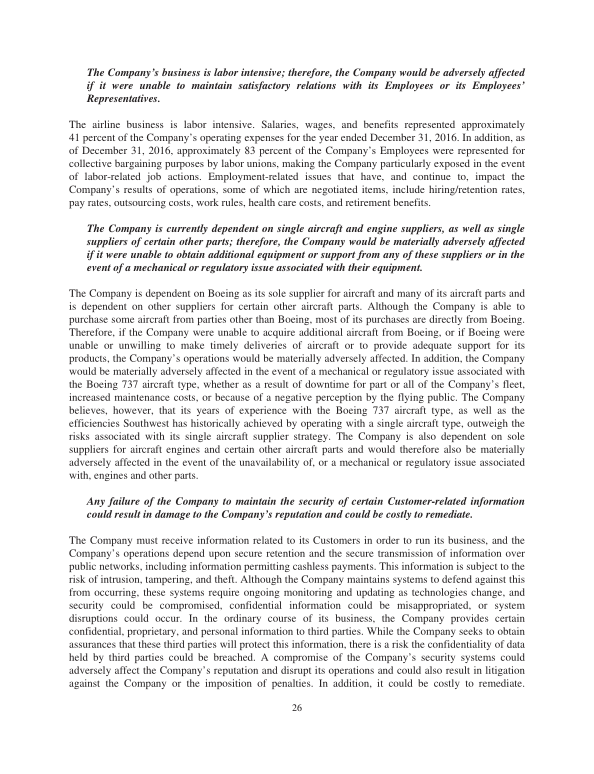 The Company's business is labor intensive; therefore, the Company would be adversely affected
if it were unable to maintain satisfactory relations with its Employees or its Employees'
Representatives.
The airline business is labor intensive. Salaries, wages, and benefits represented approximately
41 percent of the Company's operating expenses for the year ended December 31, 2016. In addition, as
of December 31, 2016, approximately 83 percent of the Company's Employees were represented for
collective bargaining purposes by labor unions, making the Company particularly exposed in the event
of labor-related job actions. Employment-related issues that have, and continue to, impact the
Company's results of operations, some of which are negotiated items, include hiring/retention rates,
pay rates, outsourcing costs, work rules, health care costs, and retirement benefits.
The Company is currently dependent on single aircraft and engine suppliers, as well as single
suppliers of certain other parts; therefore, the Company would be materially adversely affected
if it were unable to obtain additional equipment or support from any of these suppliers or in the
event of a mechanical or regulatory issue associated with their equipment.
The Company is dependent on Boeing as its sole supplier for aircraft and many of its aircraft parts and
is dependent on other suppliers for certain other aircraft parts. Although the Company is able to
purchase some aircraft from parties other than Boeing, most of its purchases are directly from Boeing.
Therefore, if the Company were unable to acquire additional aircraft from Boeing, or if Boeing were
unable or unwilling to make timely deliveries of aircraft or to provide adequate support for its
products, the Company's operations would be materially adversely affected. In addition, the Company
would be materially adversely affected in the event of a mechanical or regulatory issue associated with
the Boeing 737 aircraft type, whether as a result of downtime for part or all of the Company's fleet,
increased maintenance costs, or because of a negative perception by the flying public. The Company
believes, however, that its years of experience with the Boeing 737 aircraft type, as well as the
efficiencies Southwest has historically achieved by operating with a single aircraft type, outweigh the
risks associated with its single aircraft supplier strategy. The Company is also dependent on sole
suppliers for aircraft engines and certain other aircraft parts and would therefore also be materially
adversely affected in the event of the unavailability of, or a mechanical or regulatory issue associated
with, engines and other parts.
Any failure of the Company to maintain the security of certain Customer-related information
could result in damage to the Company's reputation and could be costly to remediate.
The Company must receive information related to its Customers in order to run its business, and the
Company's operations depend upon secure retention and the secure transmission of information over
public networks, including information permitting cashless payments. This information is subject to the
risk of intrusion, tampering, and theft. Although the Company maintains systems to defend against this
from occurring, these systems require ongoing monitoring and updating as technologies change, and
security could be compromised, confidential information could be misappropriated, or system
disruptions could occur. In the ordinary course of its business, the Company provides certain
confidential, proprietary, and personal information to third parties. While the Company seeks to obtain
assurances that these third parties will protect this information, there is a risk the confidentiality of data
held by third parties could be breached. A compromise of the Company's security systems could
adversely affect the Company's reputation and disrupt its operations and could also result in litigation
against the Company or the imposition of penalties. In addition, it could be costly to remediate.
26